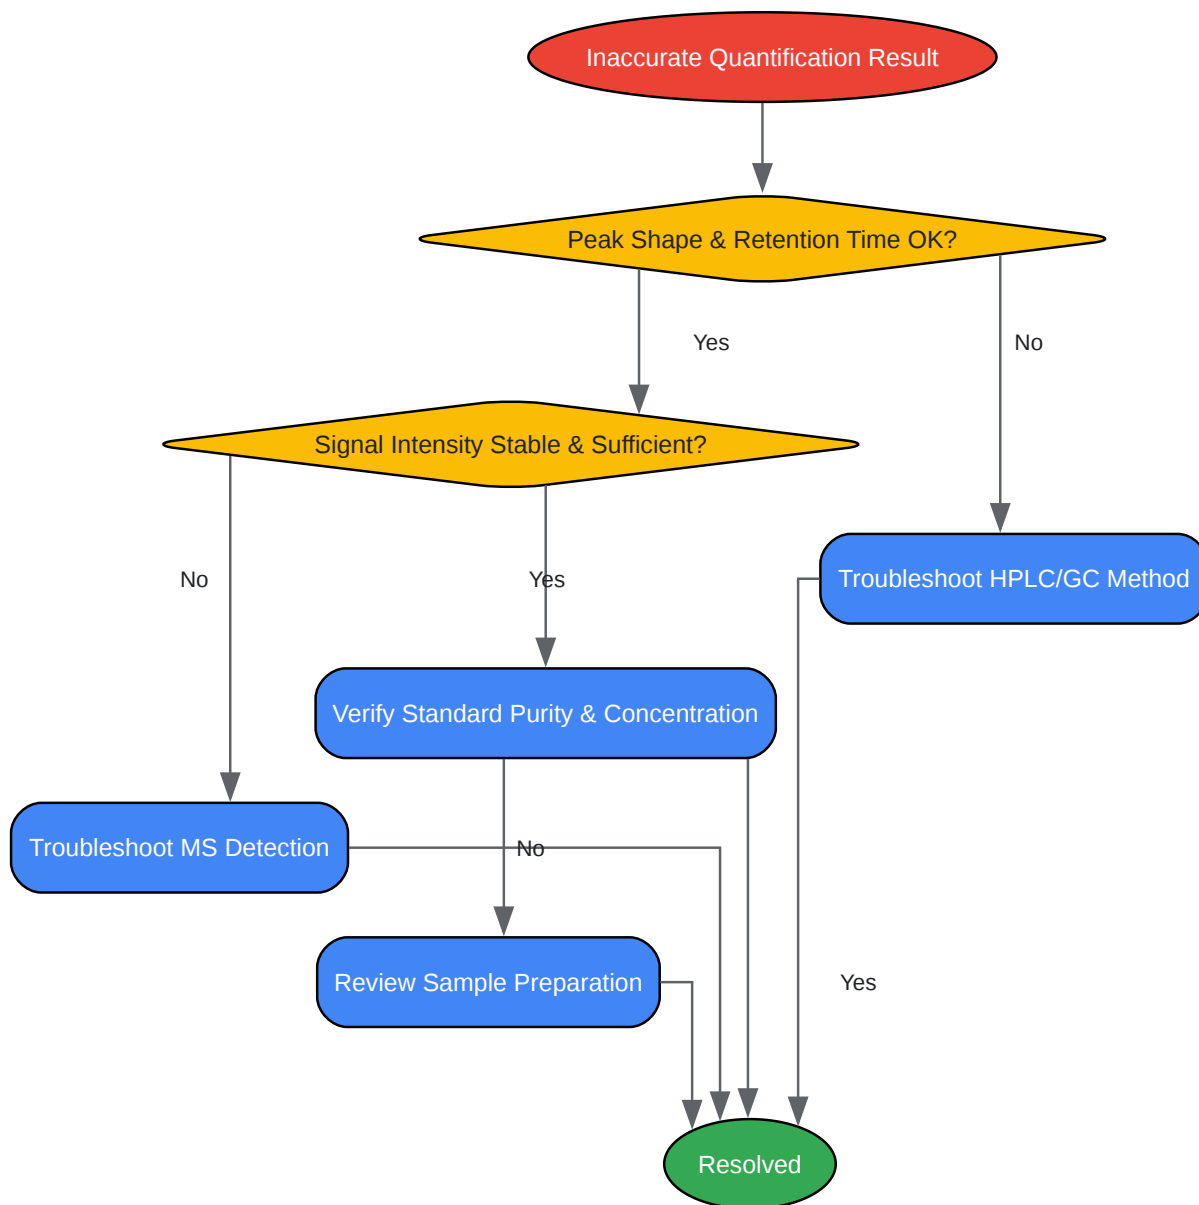 Inaccurate Quantification Result
Peak Shape & Retention Time OK?
Yes
No
Signal Intensity Stable & Sufficient?
No
Yes
Troubleshoot HPLC/GC Method
Verify Standard Purity & Concentration
Troubleshoot MS Detection
No
Review Sample Preparation
Yes
Resolved